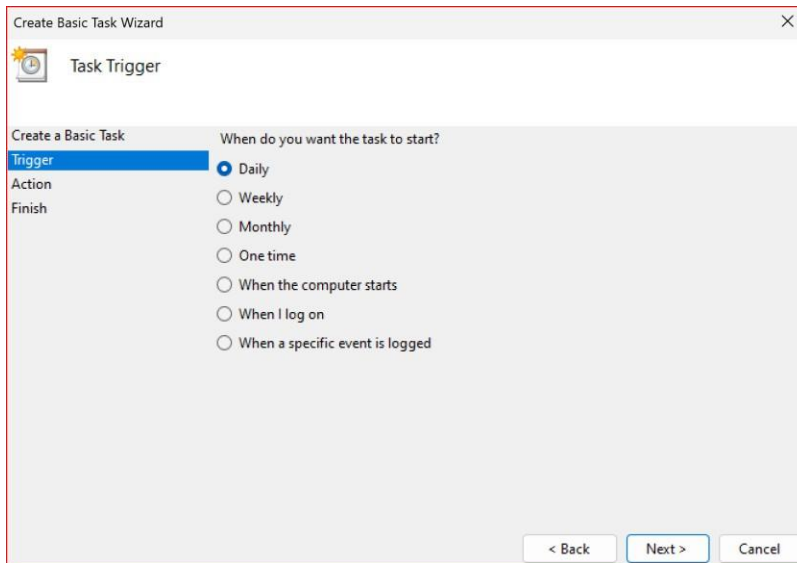 Create Basic Task Wizard
Task Trigger
Create a Basic Task
Trigger
Action
Finish
When do you want the task to start?
Daily
Weekly
Monthly
One time
When the computer starts
When I log on
When a specific event is logged
< Back
Next >
Cancel